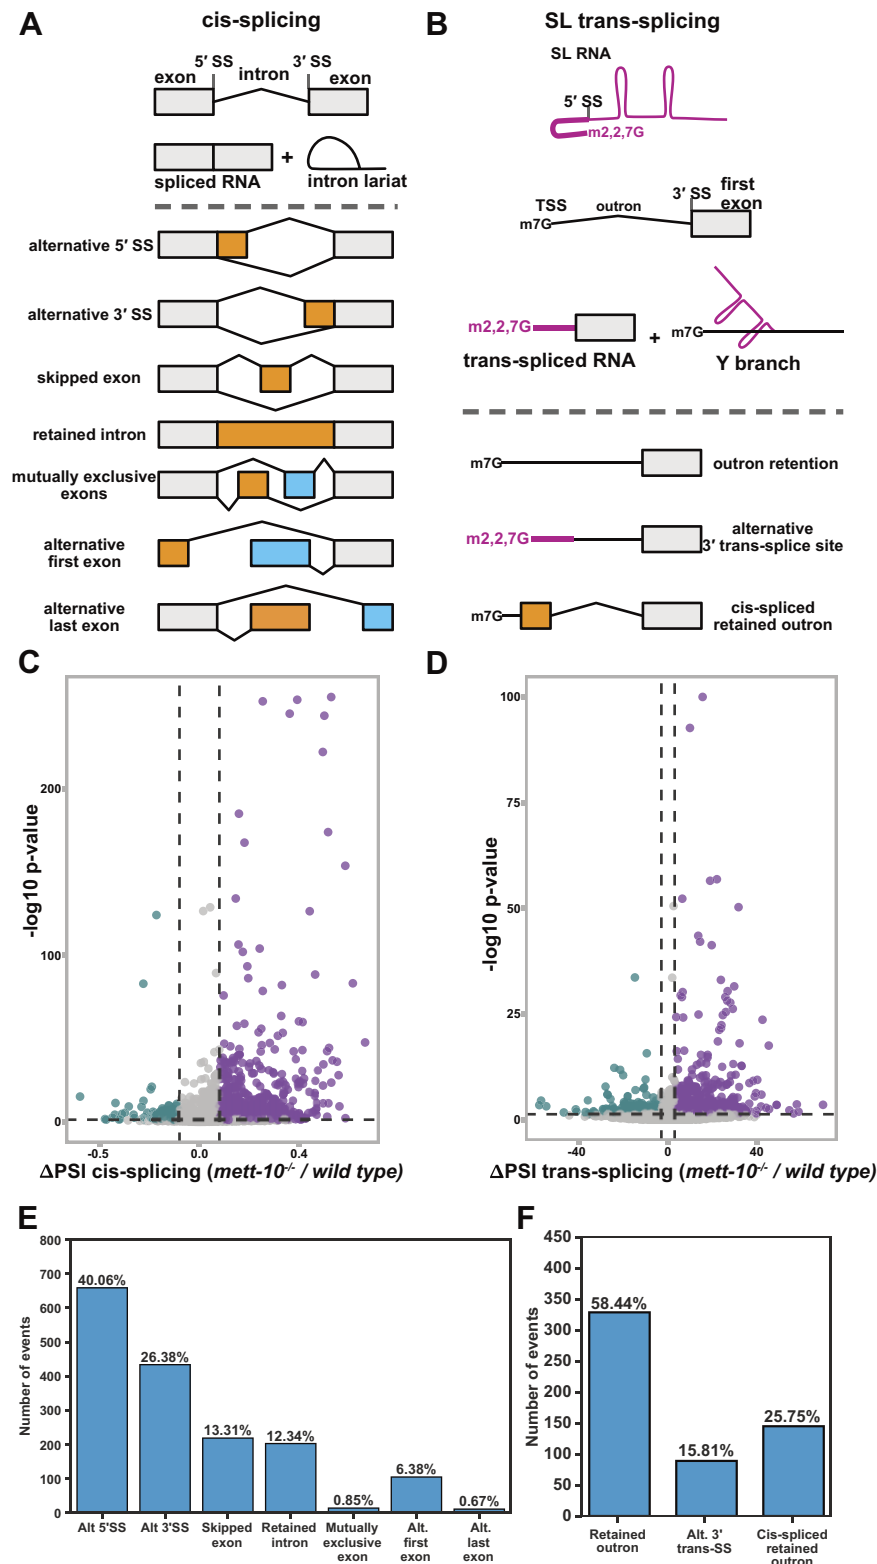 A
cis-splicing
5′ SS
3′ SS
exon
intron
exon
+
spliced RNA
intron lariat
alternative 5′ SS
alternative 3′ SS
skipped exon
retained intron
mutually exclusive
exons
alternative
first exon
alternative
last exon
B
SL trans-splicing
SL RNA
5′ SS
m2,2,7G
TSS
outron
3′ SS
first
exon
m7G
m2,2,7G
+
m7G
trans-spliced RNA
Y branch
m7G
outron retention
m2,2,7G
alternative
3′ trans-splice site
m7G
cis-spliced
retained outron
C
-log10 p-value
200
100
0
-0.5
0.0
0.4
ΔPSI cis-splicing (mett-10-/- / wild type)
D
-log10 p-value
100
75
50
25
0
-40
0
40
ΔPSI trans-splicing (mett-10-/- / wild type)
E
Number of events
800
700
600
500
400
300
200
100
0
40.06%
26.38%
13.31%
12.34%
0.85%
6.38%
0.67%
Alt 5'SS
Alt 3'SS
Skipped
exon
Retained
intron
Mutually
exclusive
exon
Alt.
first
exon
Alt.
last
exon
F
Number of events
450
400
350
300
250
200
150
100
50
0
58.44%
15.81%
25.75%
Retained
outron
Alt. 3'
trans-SS
Cis-spliced
retained
outron